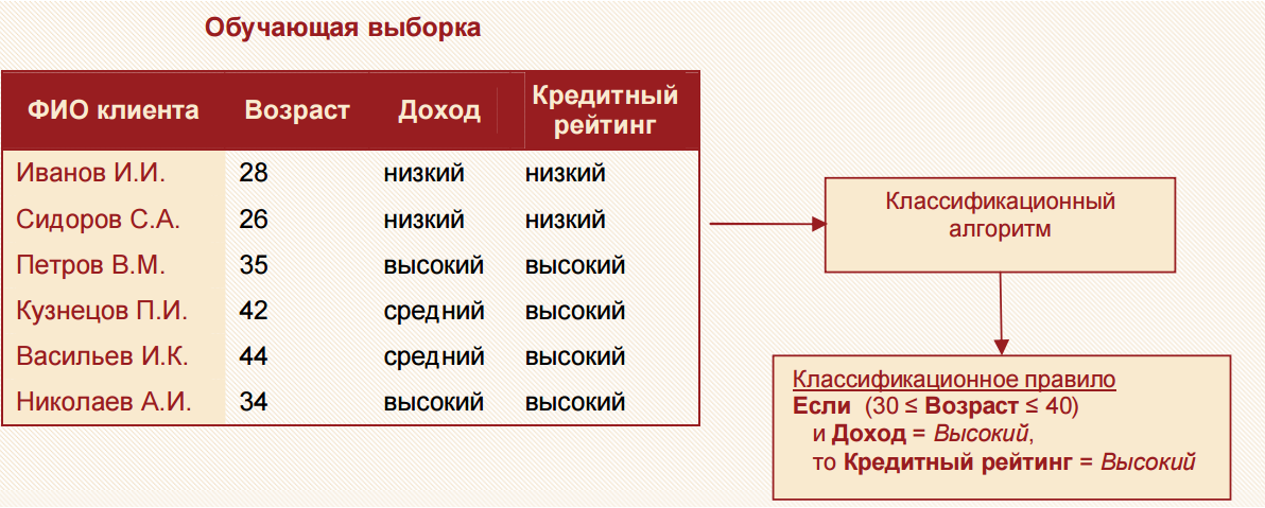 Обучающая выборка
ФИО клиента Возраст Доход Кредитный рейтинг
Иванов И.И. 28 низкий низкий
Сидоров С.А. 26 низкий низкий
Петров В.М. 35 высокий высокий
Кузнецов П.И. 42 средний высокий
Васильев И.К. 44 средний высокий
Николаев А.И. 34 высокий высокий
Классификационный
алгоритм
Классификационное правило
Если (30 ≤ Возраст ≤ 40)
и Доход = Высокий,
то Кредитный рейтинг = Высокий